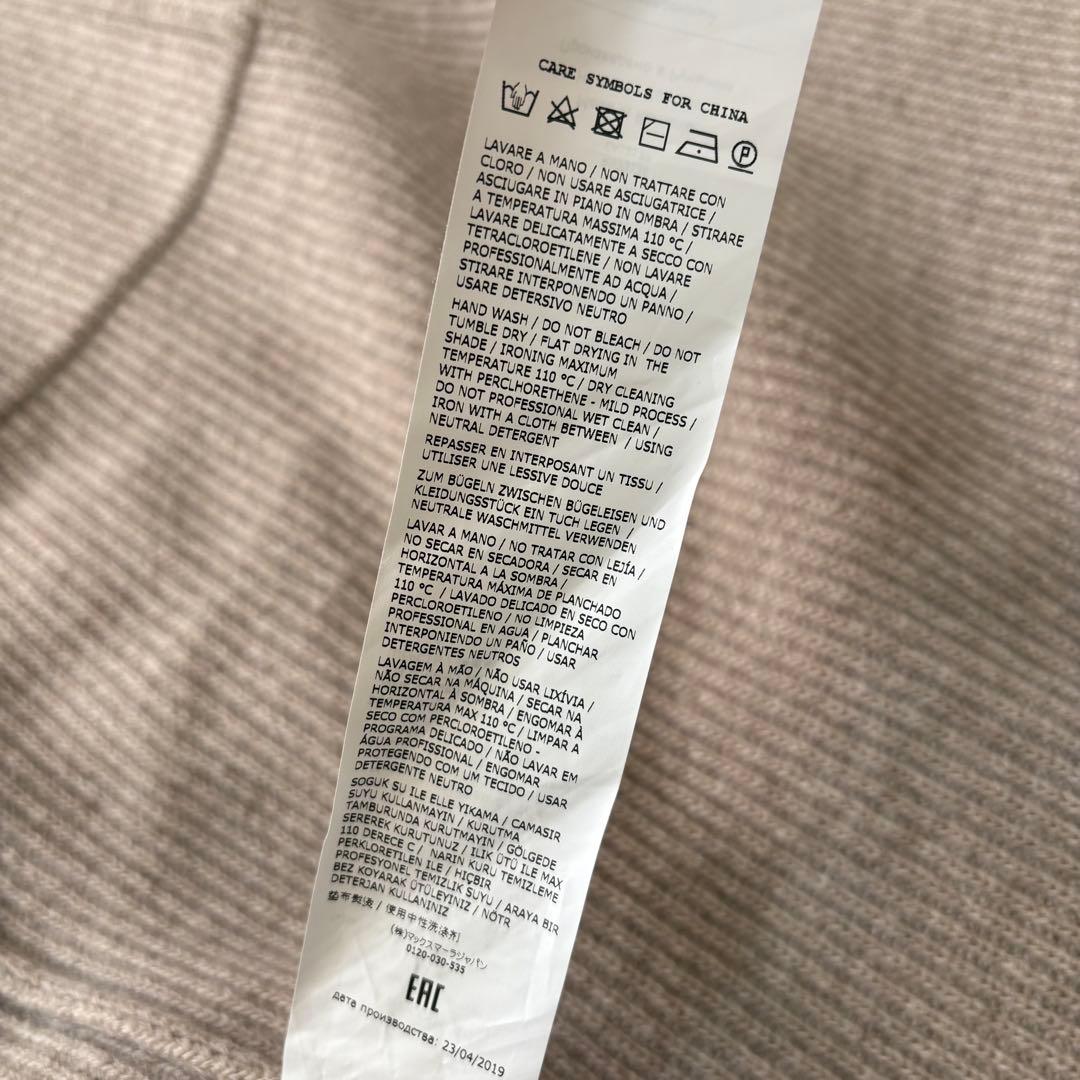 CARE SYMBOLS FOR CHINA
P
LAVARE A MANO / NON TRATTARE CON
CLORO / NON USARE ASCIUGATRICE /
ASCIUGARE IN PIANO IN OMBRA / STIRARE
A TEMPERATURA MASSIMA 110 °C /
LAVARE DELICATAMENTE A SECCO CON
TETRACLOROETILENE / NON LAVARE
PROFESSIONALMENTE AD ACQUA /
STIRARE INTERPONENDO UN PANNO /
USARE DETERSIVO NEUTRO
HAND WASH / DO NOT BLEACH / DO NOT
TUMBLE DRY / FLAT DRYING IN THE
SHADE / IRONING MAXIMUM
TEMPERATURE 110 °C / DRY CLEANING
WITH PERCLHORETHENE - MILD PROCESS /
DO NOT PROFESSIONAL WET CLEAN /
IRON WITH A CLOTH BETWEEN / USING
NEUTRAL DETERGENT
REPASSER EN INTERPOSANT UN TISSU /
UTILISER UNE LESSIVE DOUCE
ZUM BÜGELN ZWISCHEN BÜGELEISEN UND
KLEIDUNGSSTÜCK EIN TUCH LEGEN /
NEUTRALE WASCHMITTEL VERWENDEN
LAVAR A MANO / NO TRATAR CON LEJÍA /
NO SECAR EN SECADORA / SECAR EN
HORIZONTAL A LA SOMBRA /
TEMPERATURA MÁXIMA DE PLANCHADO
110 °C / LAVADO DELICADO EN SECO CON
PERCLOROETILENO / NO LIMPIEZA
PROFESSIONAL EN AGUA / PLANCHAR
INTERPONIENDO UN PAÑO / USAR
DETERGENTES NEUTROS
LAVAGEM À MÃO / NÃO USAR LIXÍVIA /
NÃO SECAR NA MÁQUINA / SECAR NA
HORIZONTAL À SOMBRA / ENGOMAR À
TEMPERATURA MAX 110 °C / LIMPAR A
SECO COM PERCLOROETILENO -
PROGRAMA DELICADO / NÃO LAVAR EM
ÁGUA PROFISSIONAL / ENGOMAR
PROTEGENDO COM UM TECIDO / USAR
DETERGENTE NEUTRO
SOGUK SU ILE ELLE YIKAMA / CAMASIR
SUYU KULLANMAYIN / KURUTMA
TAMBURUNDA KURUTMAYIN / GÖLGEDE
SEREREK KURUTUNUZ / ILIK ÜTÜ ILE MAX
110 DERECE C / NARIN KURU TEMIZLEME
PERKLORETILEN ILE / HIÇBIR
PROFESYONEL TEMIZLIK SUYU / ARAYA BIR
BEZ KOYARAK ÜTÜLEYINIZ / NÖTR
DETERJAN KULLANINIZ
垫布熨烫 / 使用中性洗涤剂
(株)マックスマーラジャパン
0120-030-535
EAC
дата производства: 23/04/2019